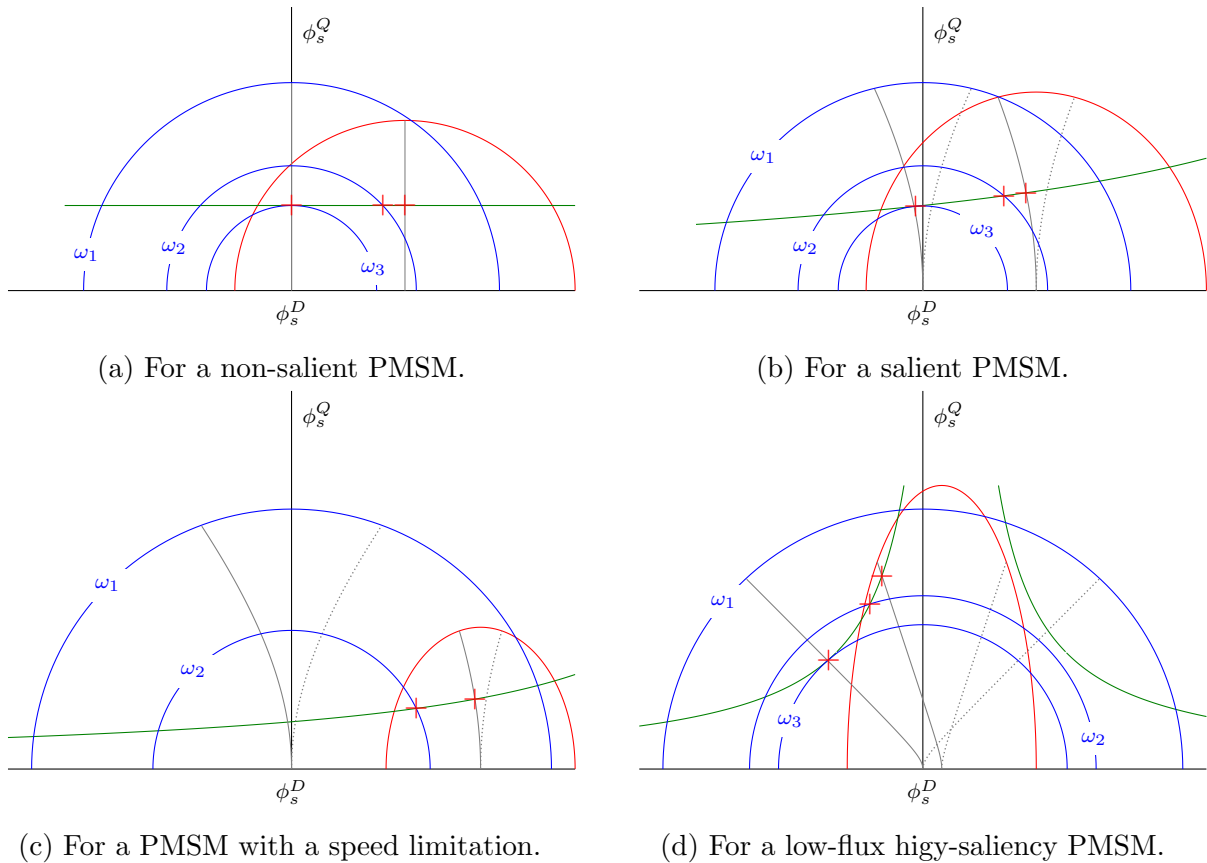 ϕ_s^Q
ω1
ω2
ω3
ϕ_s^D
(a) For a non-salient PMSM.
ϕ_s^Q
ω1
ω2
ω3
ϕ_s^D
(b) For a salient PMSM.
ϕ_s^Q
ω1
ω2
ϕ_s^D
(c) For a PMSM with a speed limitation.
ϕ_s^Q
ω1
ω3
ω2
ϕ_s^D
(d) For a low-flux higy-saliency PMSM.